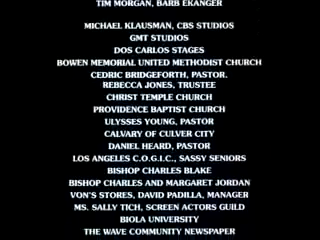 TIM MORGAN, BARB EKANGER
MICHAEL KLAUSMAN, CBS STUDIOS
GMT STUDIOS
DOS CARLOS STAGES
BOWEN MEMORIAL UNITED METHODIST CHURCH
CEDRIC BRIDGEFORTH, PASTOR.
REBECCA JONES, TRUSTEE
CHRIST TEMPLE CHURCH
PROVIDENCE BAPTIST CHURCH
ULYSSES YOUNG, PASTOR
CALVARY OF CULVER CITY
DANIEL HEARD, PASTOR
LOS ANGELES C.O.G.I.C., SASSY SENIORS
BISHOP CHARLES BLAKE
BISHOP CHARLES AND MARGARET JORDAN
VON'S STORES, DAVID PADILLA, MANAGER
MS. SALLY TICH, SCREEN ACTORS GUILD
BIOLA UNIVERSITY
THE WAVE COMMUNITY NEWSPAPER